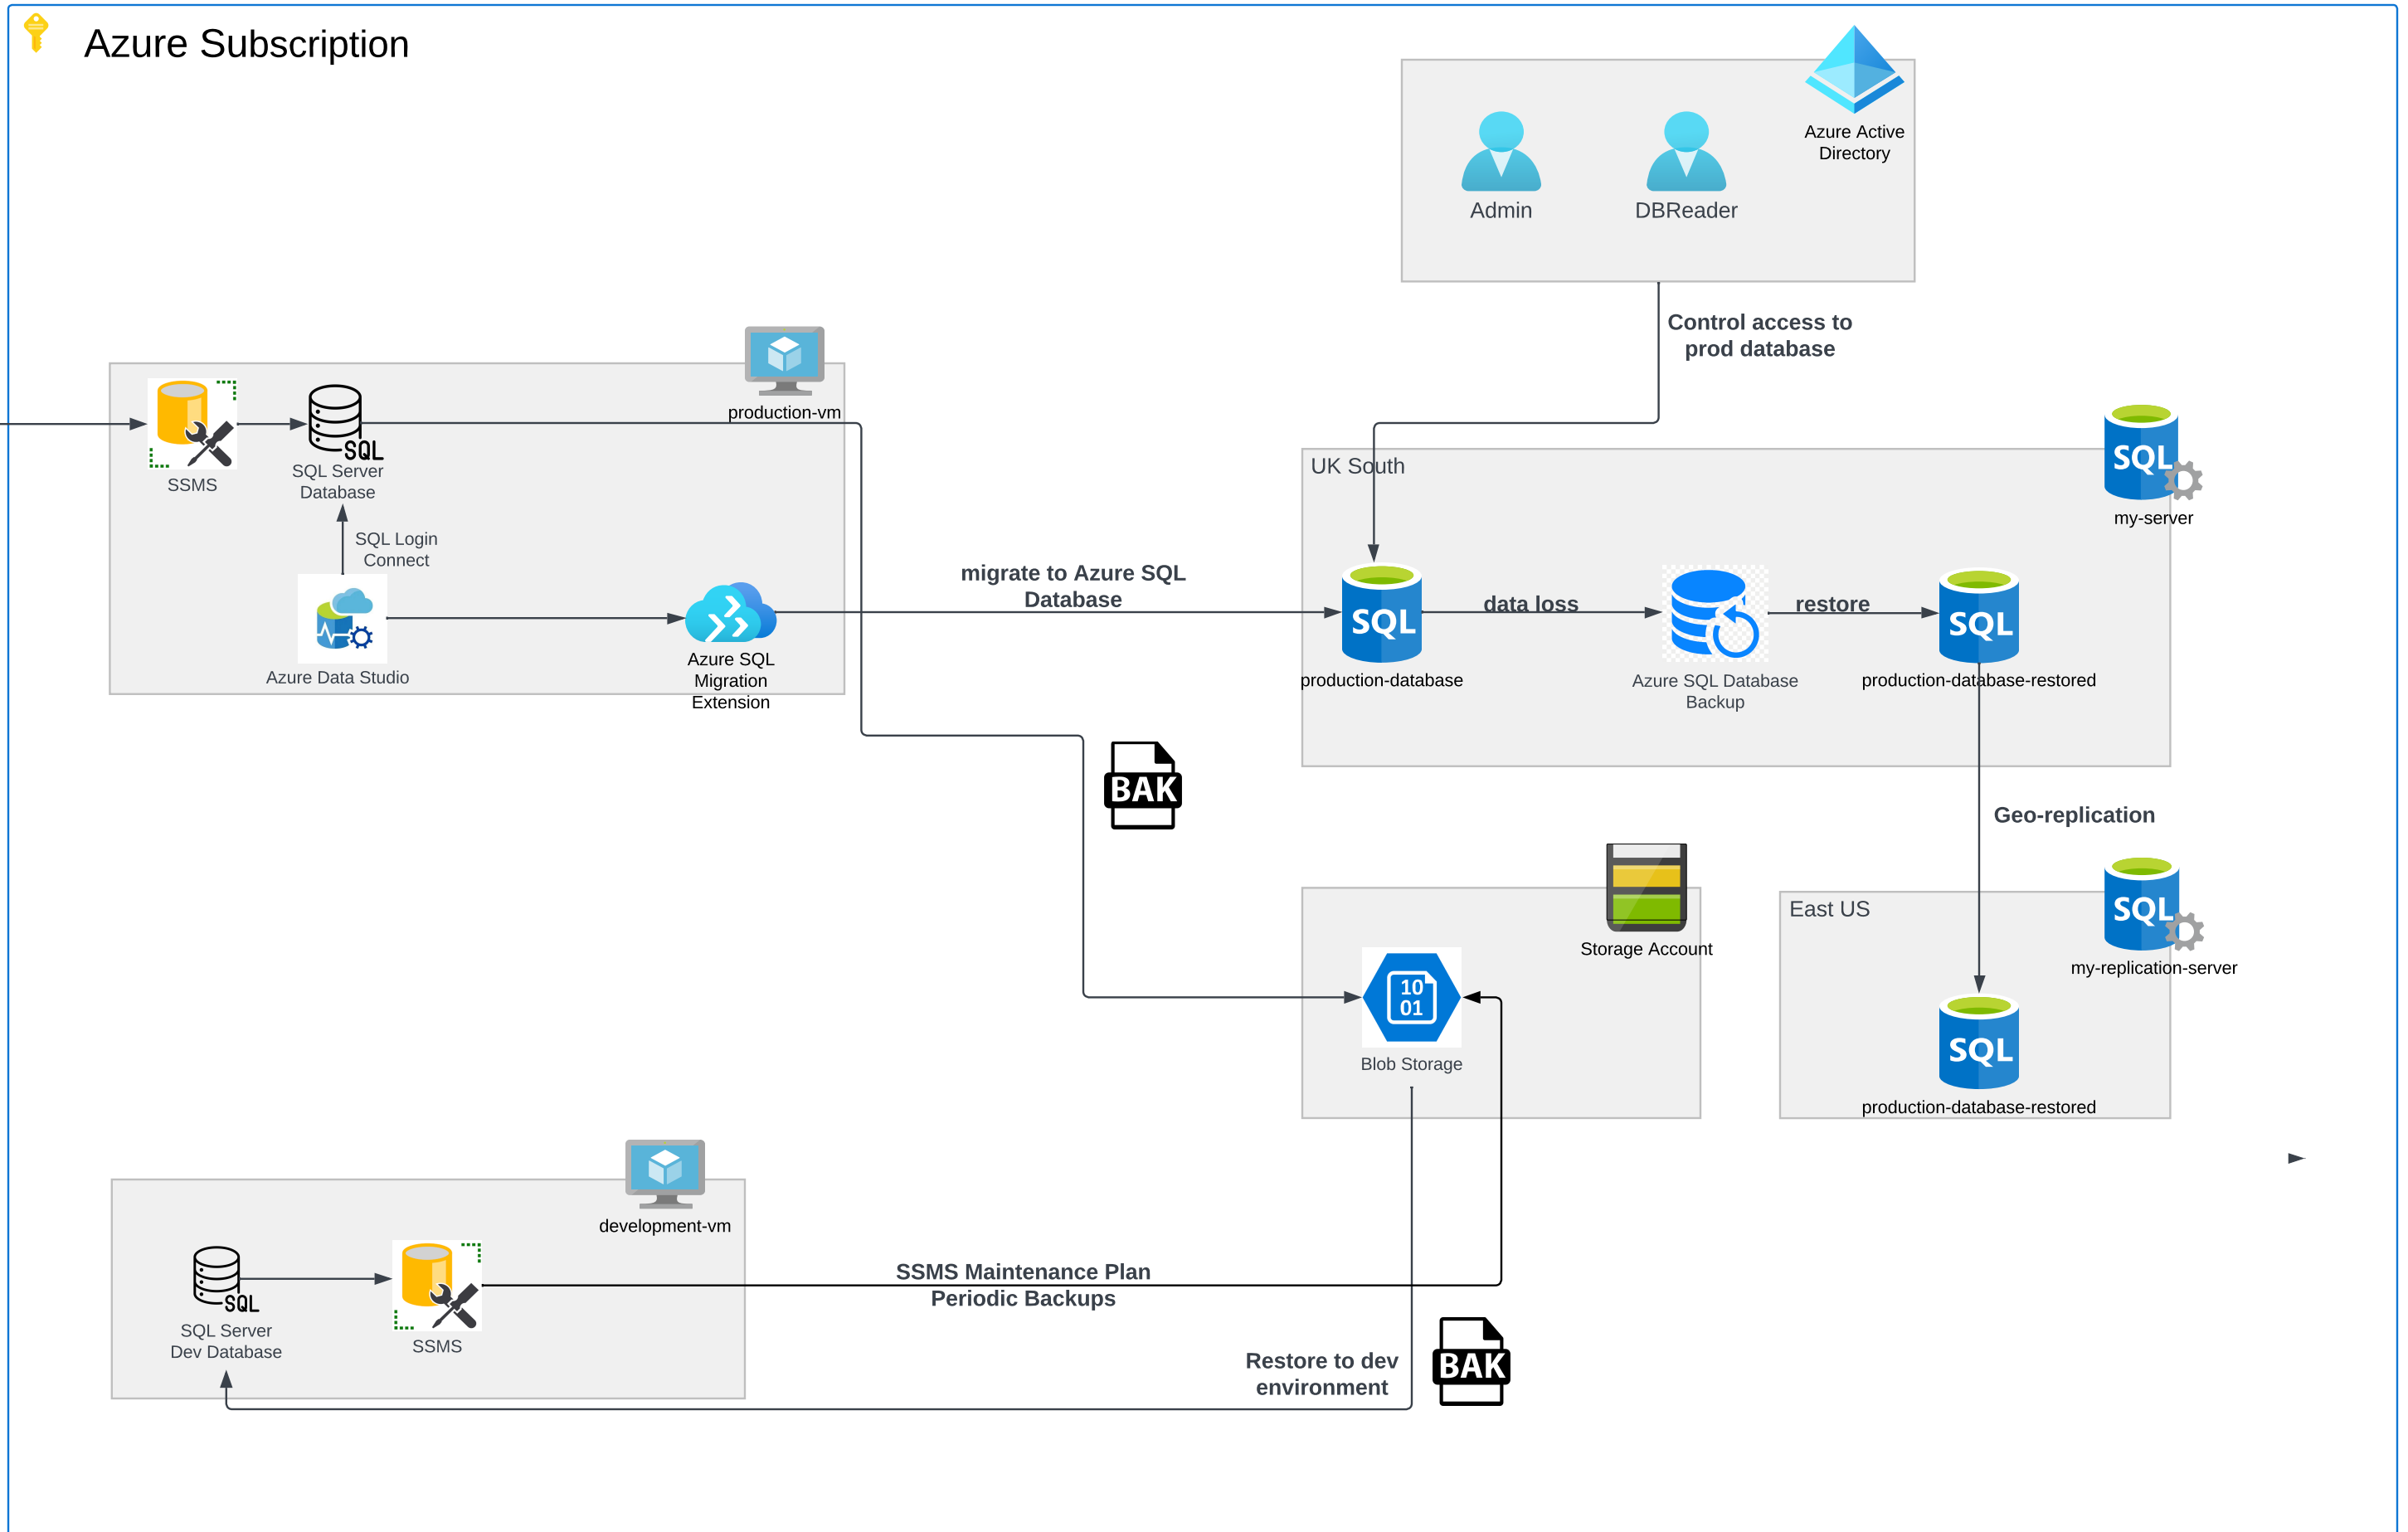 Azure Subscription
Azure Active
Directory
Admin
DBReader
Control access to
prod database
production-vm
SSMS
SQL
SQL Server
Database
SQL Login
Connect
Azure Data Studio
Azure SQL
Migration
Extension
migrate to Azure SQL
Database
UK South
SQL
my-server
SQL
production-database
data loss
Azure SQL Database
Backup
restore
SQL
production-database-restored
BAK
Geo-replication
Storage Account
10
01
Blob Storage
East US
SQL
my-replication-server
SQL
production-database-restored
development-vm
SQL
SQL Server
Dev Database
SSMS
SSMS Maintenance Plan
Periodic Backups
Restore to dev
environment
BAK